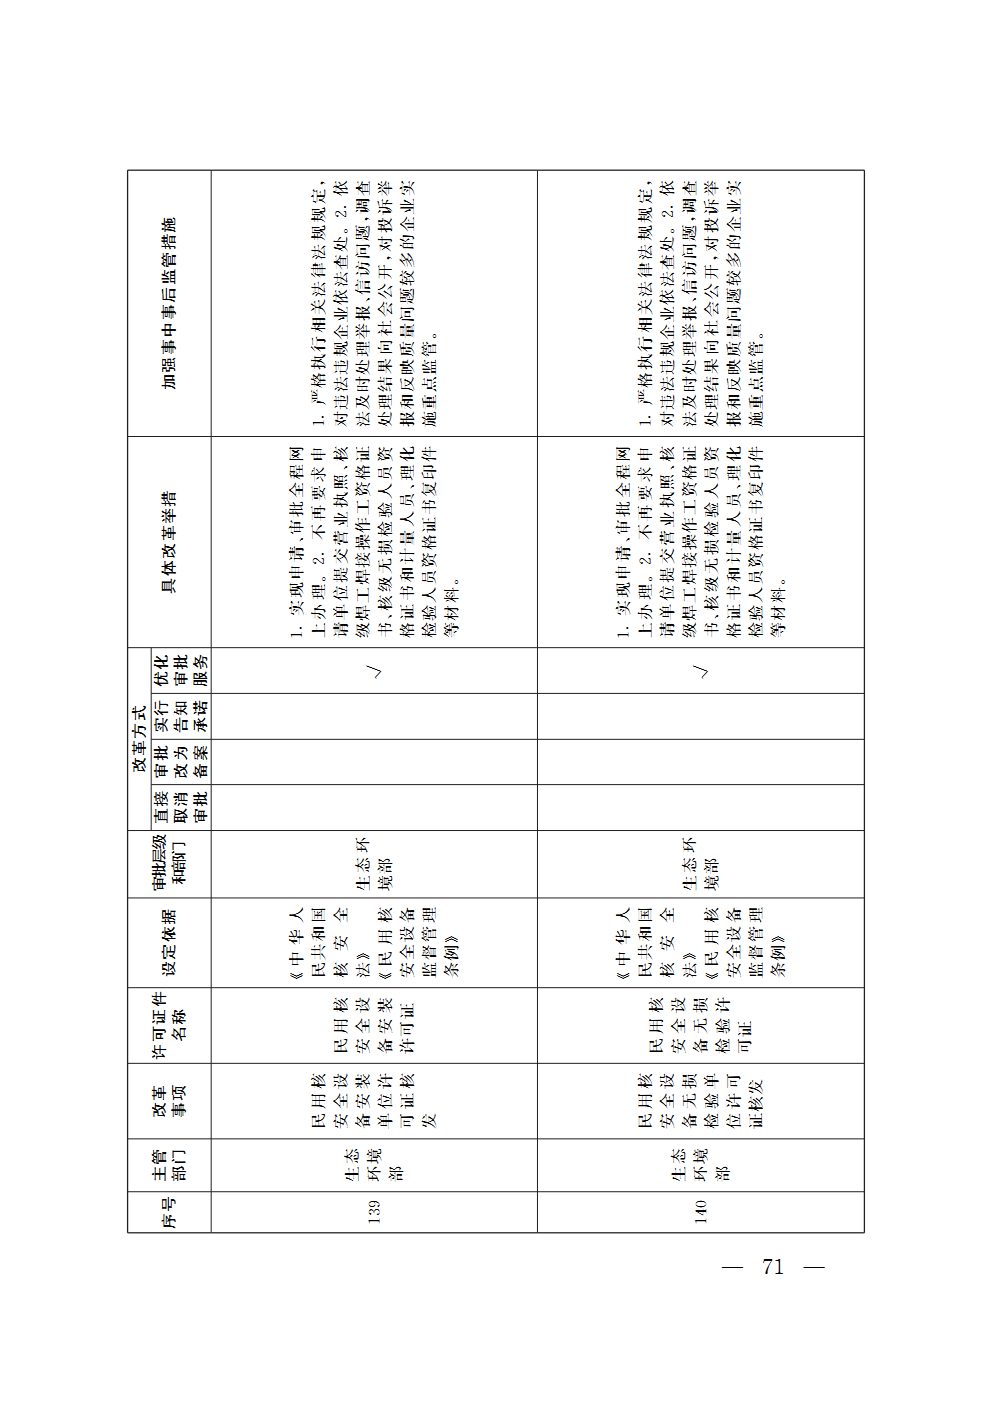 序号
主管
部门
改革
事项
许可证件
名称
设定依据
审批层级
和部门
改革方式
直接
取消
审批
审批
改为
备案
实行
告知
承诺
优化
审批
服务
具体改革举措
加强事中事后监管措施
139
生态
环境
部
民用核
安全设
备安装
单位许
可证核
发
民用核
安全设
备安装
许可证
《中华人
民共和国
核安全
法》
《民用核
安全设备
监督管理
条例》
生态环
境部
√
1. 实现申请、审批全程网
上办理。2. 不再要求申
请单位提交营业执照、核
级焊工焊接操作工资格证
书、核级无损检验人员资
格证书和计量人员、理化
检验人员资格证书复印件
等材料。
1. 严格执行相关法律法规规定，
对违法违规企业依法查处。2. 依
法及时处理举报、信访问题，调查
处理结果向社会公开，对投诉举
报和反映质量问题较多的企业实
施重点监管。
140
生态
环境
部
民用核
安全设
备无损
检验单
位许可
证核发
民用核
安全设
备无损
检验许
可证
《中华人
民共和国
核安全
法》
《民用核
安全设备
监督管理
条例》
生态环
境部
√
1. 实现申请、审批全程网
上办理。2. 不再要求申
请单位提交营业执照、核
级焊工焊接操作工资格证
书、核级无损检验人员资
格证书和计量人员、理化
检验人员资格证书复印件
等材料。
1. 严格执行相关法律法规规定，
对违法违规企业依法查处。2. 依
法及时处理举报、信访问题，调查
处理结果向社会公开，对投诉举
报和反映质量问题较多的企业实
施重点监管。
— 71 —